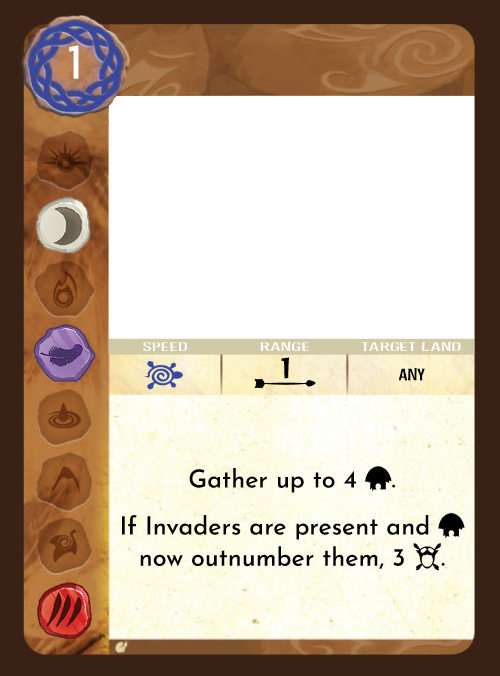 1
SPEED RANGE TARGET LAND
1 ANY
Gather up to 4 .
If Invaders are present and
now outnumber them, 3 .